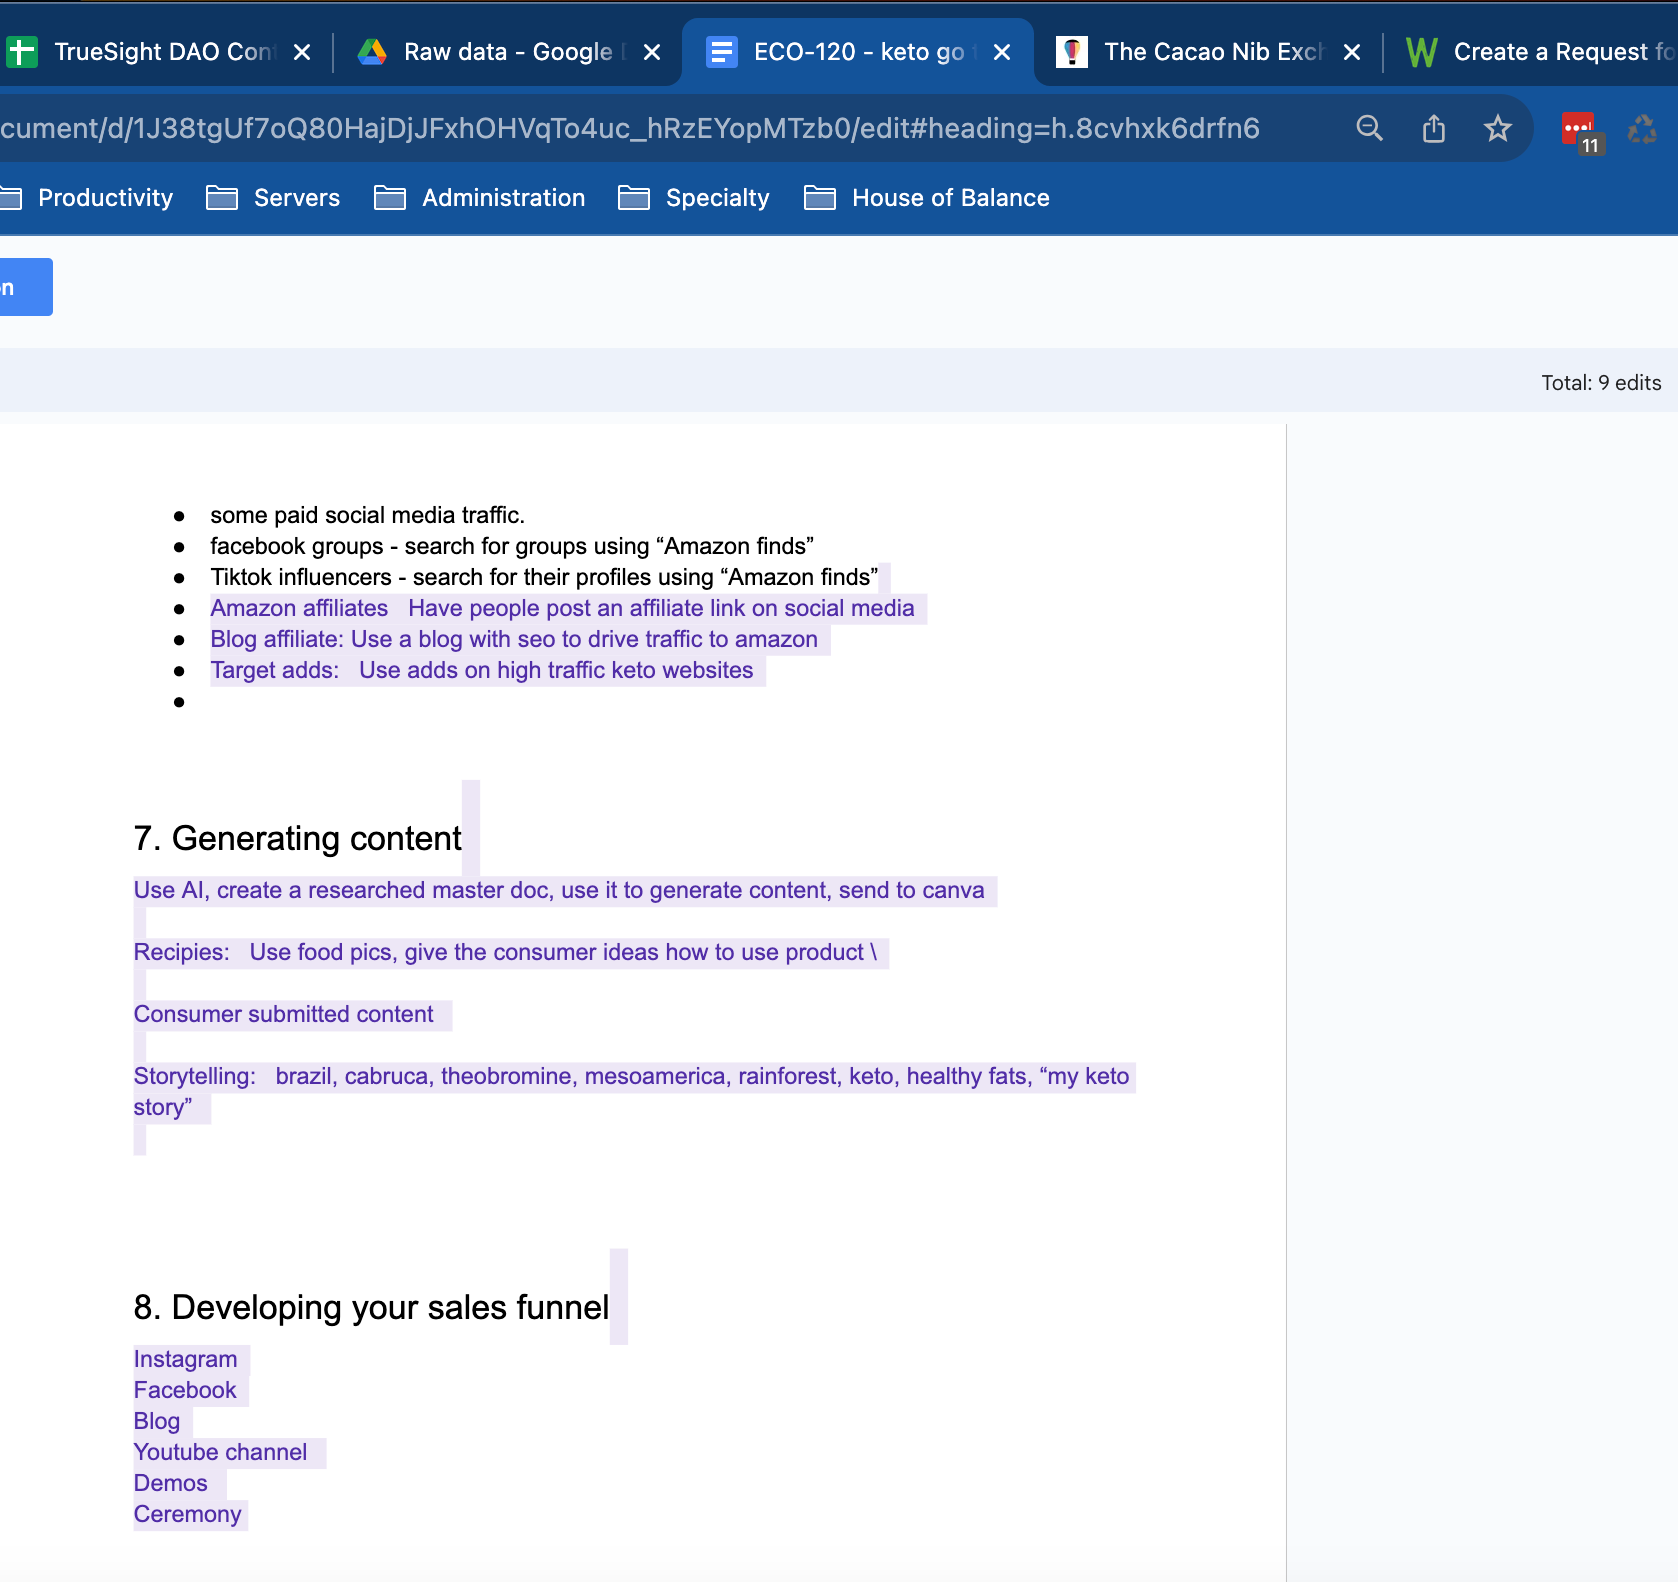 TrueSight DAO Con
Raw data - Google
ECO-120 - keto go
The Cacao Nib Exch
Create a Request fo
cument/d/1J38tgUf7oQ80HajDjJFxhOHVqTo4uc_hRzEYopMTzb0/edit#heading=h.8cvhxk6drfn6
11
Productivity
Servers
Administration
Specialty
House of Balance
n
Total: 9 edits
● some paid social media traffic.
● facebook groups - search for groups using “Amazon finds”
● Tiktok influencers - search for their profiles using “Amazon finds”
● Amazon affiliates   Have people post an affiliate link on social media
● Blog affiliate: Use a blog with seo to drive traffic to amazon
● Target adds:   Use adds on high traffic keto websites
●
7. Generating content
Use AI, create a researched master doc, use it to generate content, send to canva
Recipies:   Use food pics, give the consumer ideas how to use product \
Consumer submitted content
Storytelling:   brazil, cabruca, theobromine, mesoamerica, rainforest, keto, healthy fats, “my keto
story”
8. Developing your sales funnel
Instagram
Facebook
Blog
Youtube channel
Demos
Ceremony